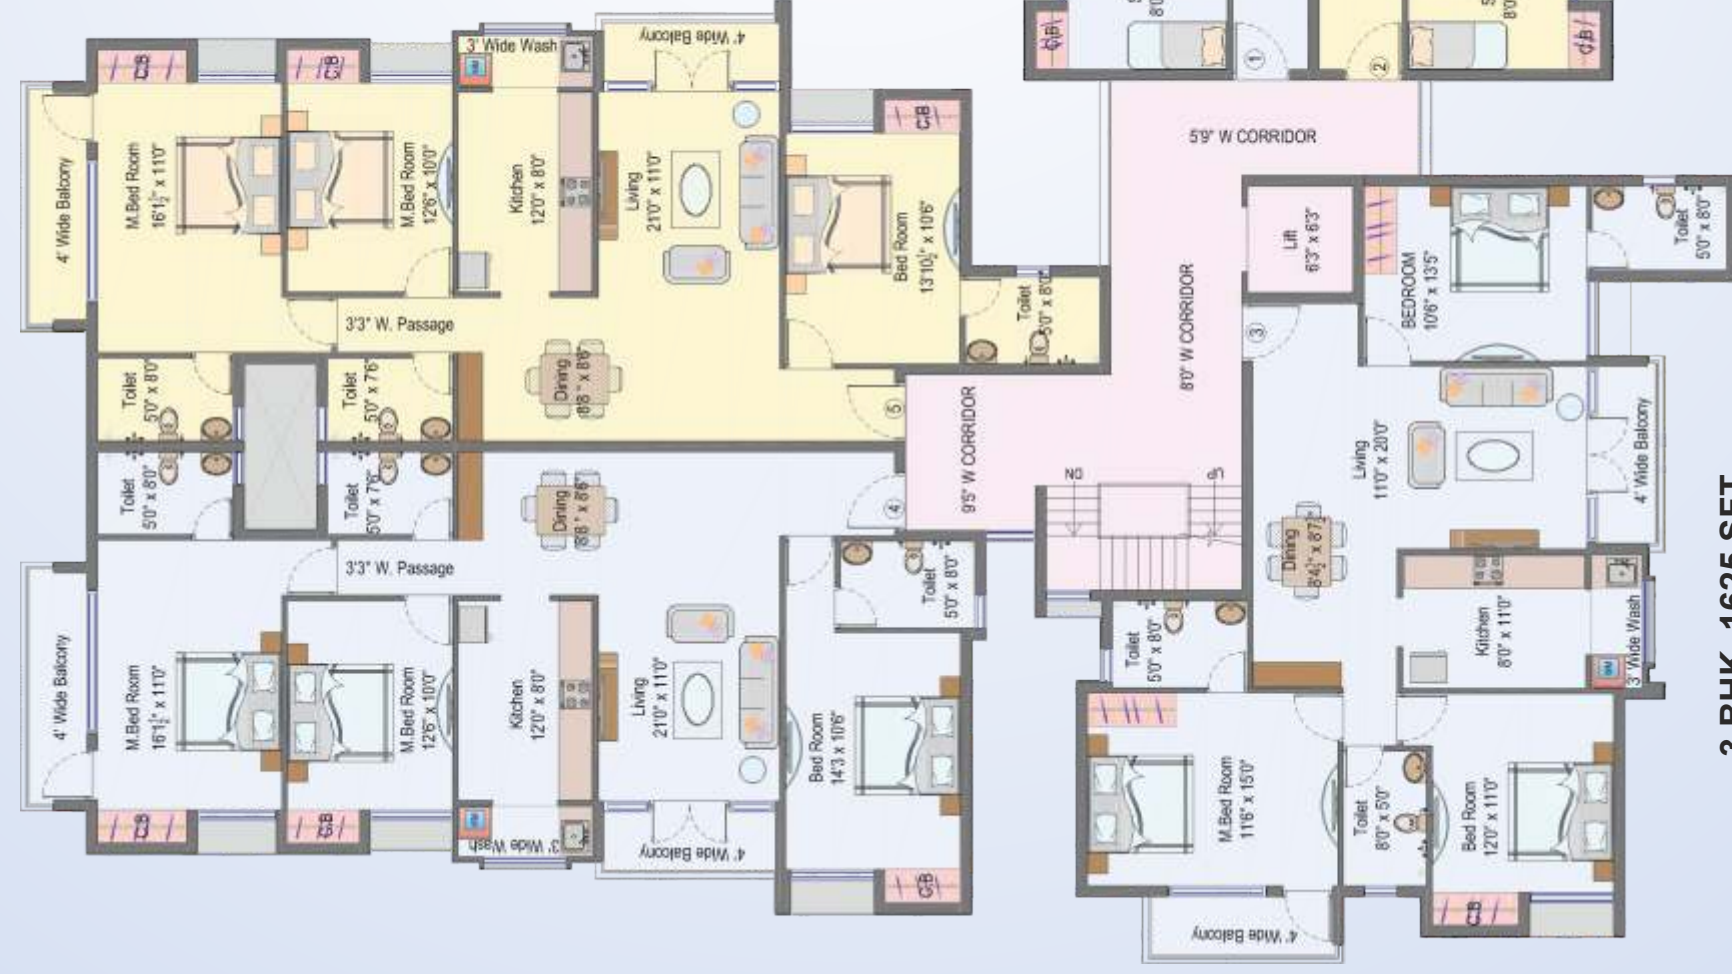 C.B
C.B
3' Wide Wash
WM
4' Wide Balcony
4' Wide Balcony
M.Bed Room
16'1½" x 11'0"
M.Bed Room
12'6" x 10'0"
Kitchen
12'0" x 8'0"
Living
21'0" x 11'0"
C.B
Bed Room
13'10½" x 10'6"
Toilet
5'0" x 8'0"
3'3" W. Passage
Toilet
5'0" x 8'0"
Toilet
5'0" x 7'6"
Dining
8'8" x 8'6"
5
C.B
1
2
C.B
5'9" W CORRIDOR
8'0" W CORRIDOR
9'5" W CORRIDOR
Lift
6'3" x 6'3"
3
BEDROOM
10'6" x 13'5"
Toilet
5'0" x 8'0"
Living
11'0" x 20'0"
4' Wide Balcony
DN
UP
Dining
8'4½" x 8'7½"
Kitchen
8'0" x 11'0"
3' Wide Wash
WM
Toilet
5'0" x 8'0"
Toilet
5'0" x 7'6"
Dining
8'8" x 8'6"
4
3'3" W. Passage
Toilet
5'0" x 8'0"
4' Wide Balcony
M.Bed Room
16'1½" x 11'0"
M.Bed Room
12'6" x 10'0"
Kitchen
12'0" x 8'0"
Living
21'0" x 11'0"
Bed Room
14'3 x 10'6"
C.B
C.B
WM
3' Wide Wash
4' Wide Balcony
C.B
Toilet
5'0" x 8'0"
M.Bed Room
11'6" x 15'0"
Toilet
8'0" x 5'0"
Bed Room
12'0" x 11'0"
C.B
4' Wide Balcony
3 BHK 1625 SFT